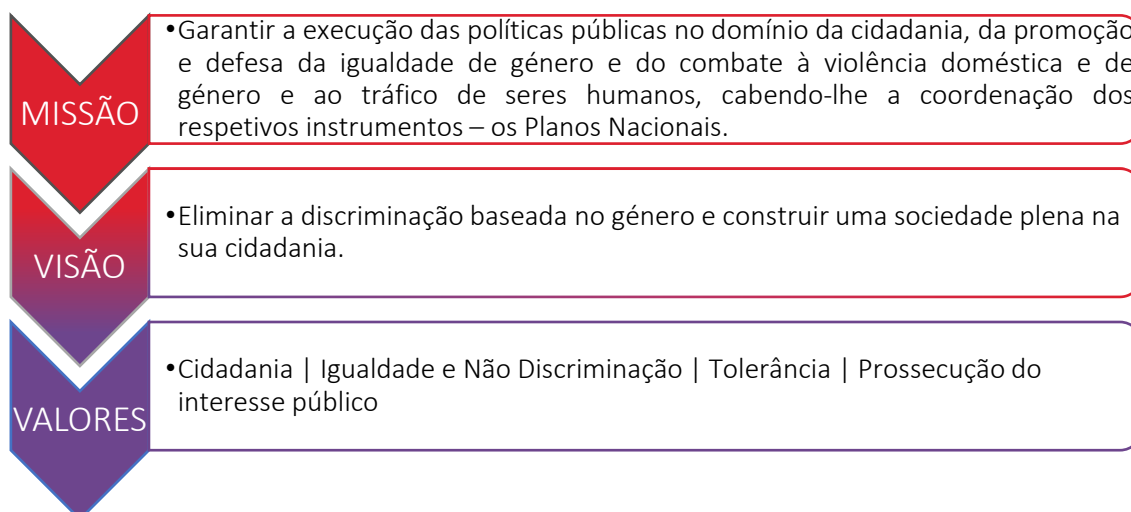 MISSÃO
•Garantir a execução das políticas públicas no domínio da cidadania, da promoção
e defesa da igualdade de género e do combate à violência doméstica e de
género e ao tráfico de seres humanos, cabendo-lhe a coordenação dos
respetivos instrumentos – os Planos Nacionais.
VISÃO
•Eliminar a discriminação baseada no género e construir uma sociedade plena na
sua cidadania.
VALORES
•Cidadania | Igualdade e Não Discriminação | Tolerância | Prossecução do
interesse público